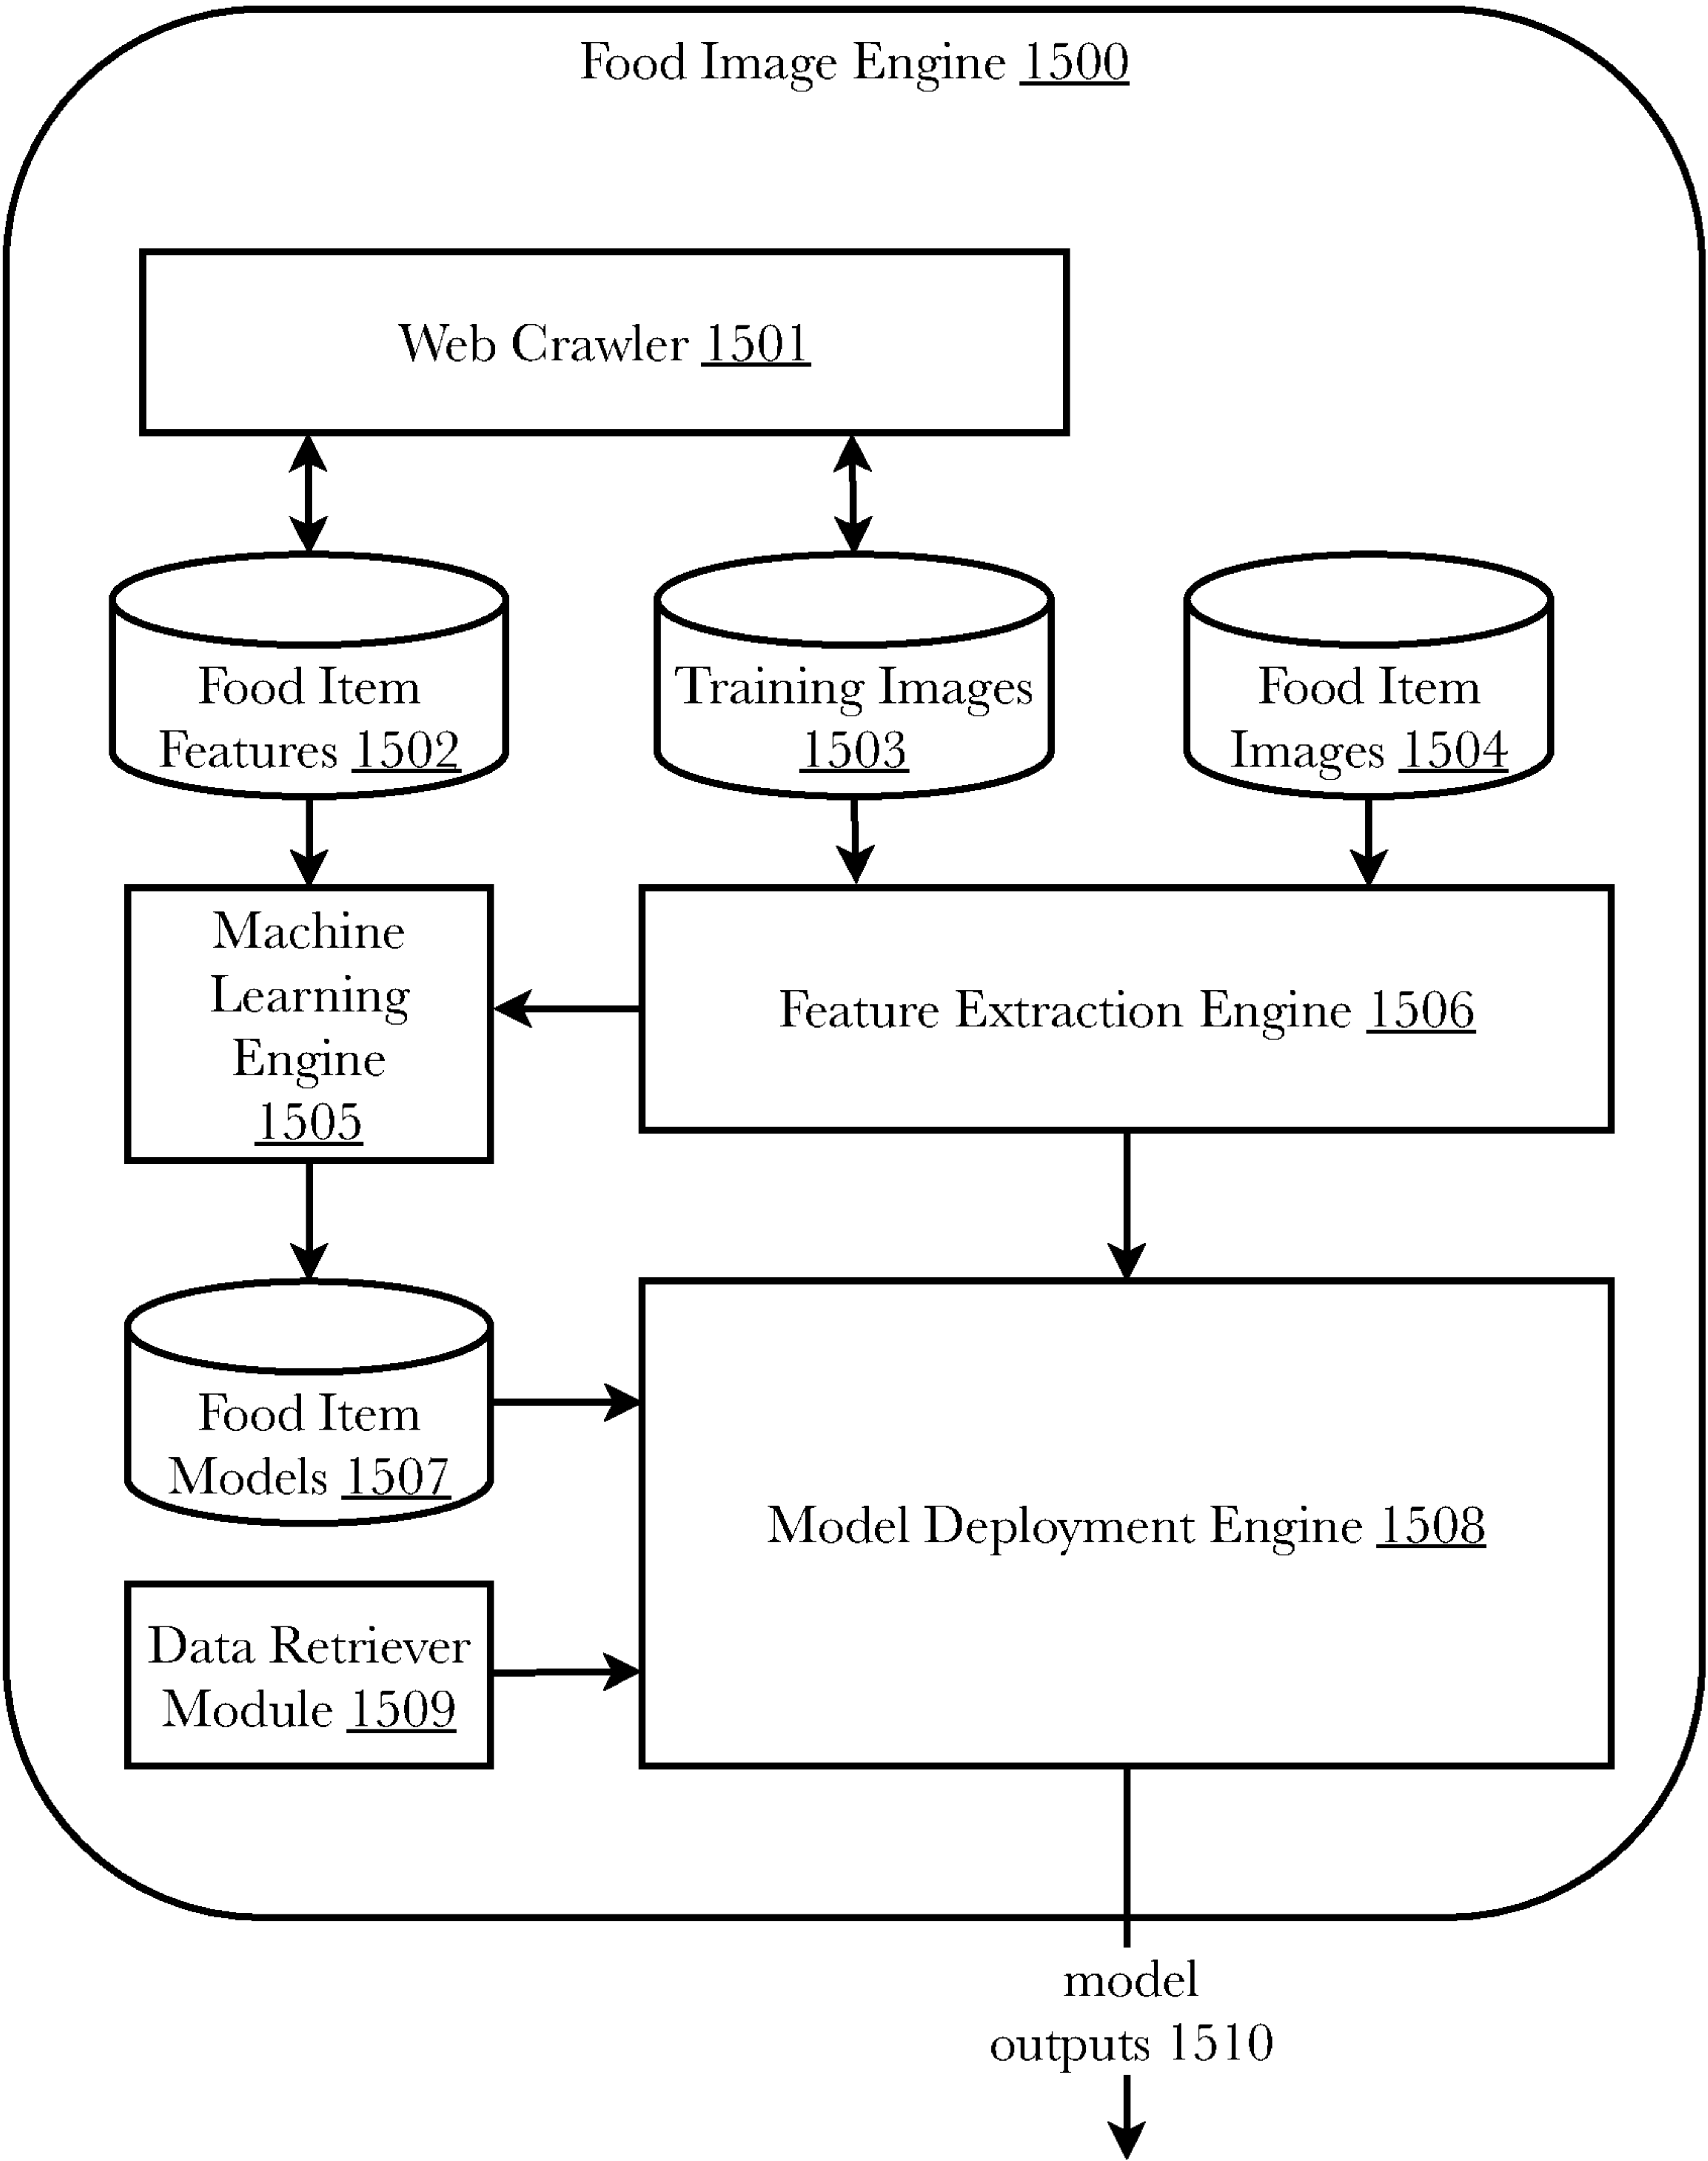 Food Image Engine 1500
Web Crawler 1501
Food Item
Features 1502
Training Images
1503
Food Item
Images 1504
Machine
Learning
Engine
1505
Feature Extraction Engine 1506
Food Item
Models 1507
Model Deployment Engine 1508
Data Retriever
Module 1509
model
outputs 1510